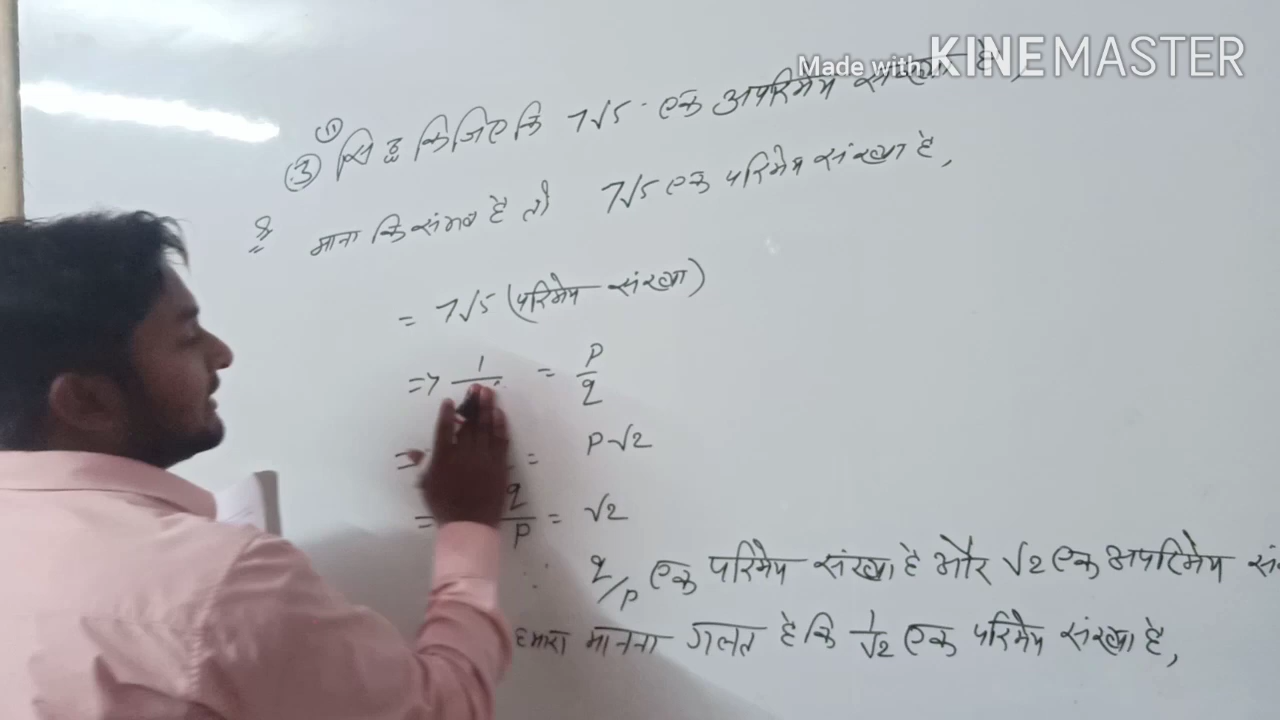 Made with KINEMASTER
(1)
(3) सिद्ध किजिए कि 7√5 एक अपरिमेय संख्या है,
माना कि संभव है तो 7√5 एक परिमेय संख्या है,
= 7√5 (परिमेय संख्या)
=> 1 = p/q
= p√2
= q/p = √2
∵ q/p एक परिमेय संख्या है और √2 एक अपरिमेय
हमारा मानना गलत है कि 1/√2 एक परिमेय संख्या है,